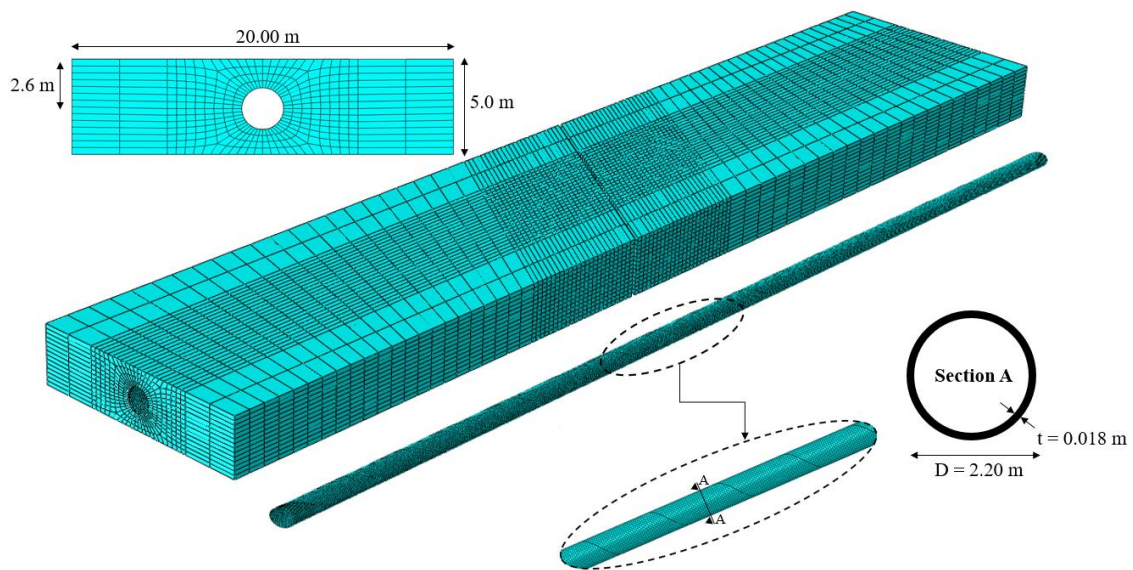 20.00 m
2.6 m
5.0 m
Section A
t = 0.018 m
D = 2.20 m
A
A